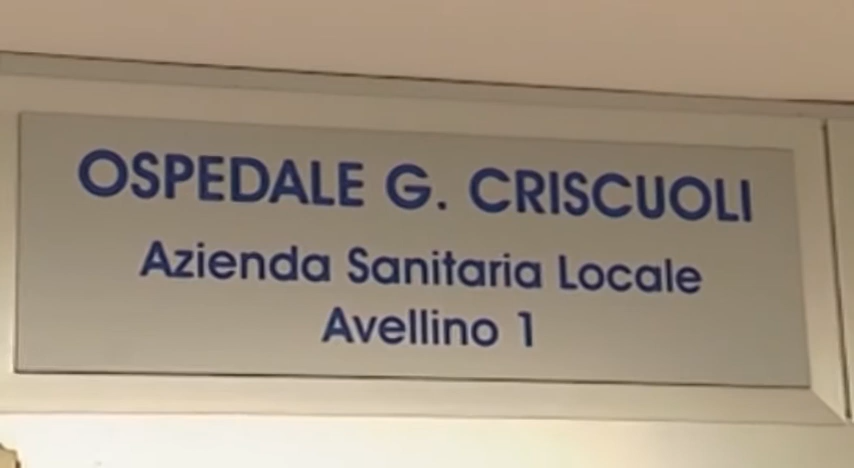 OSPEDALE G. CRISCUOLI
Azienda Sanitaria Locale
Avellino 1